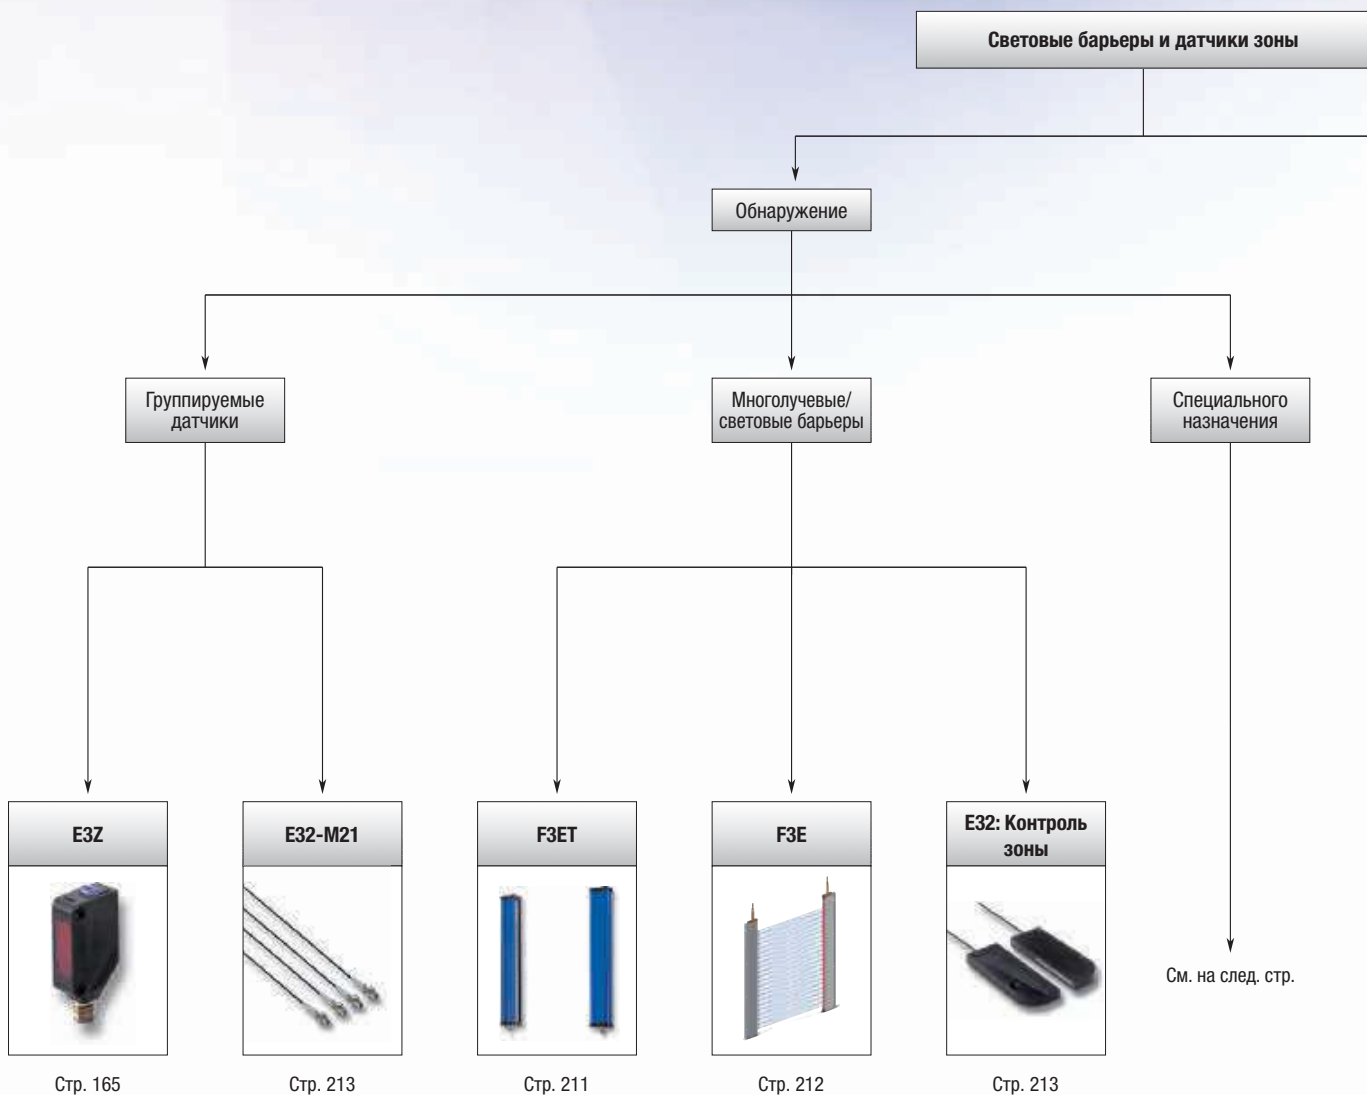 Световые барьеры и датчики зоны
Обнаружение
Группируемые
датчики
Многолучевые/
световые барьеры
Специального
назначения
E3Z
E32-M21
F3ET
F3E
E32: Контроль
зоны
См. на след. стр.
Стр. 165
Стр. 213
Стр. 211
Стр. 212
Стр. 213